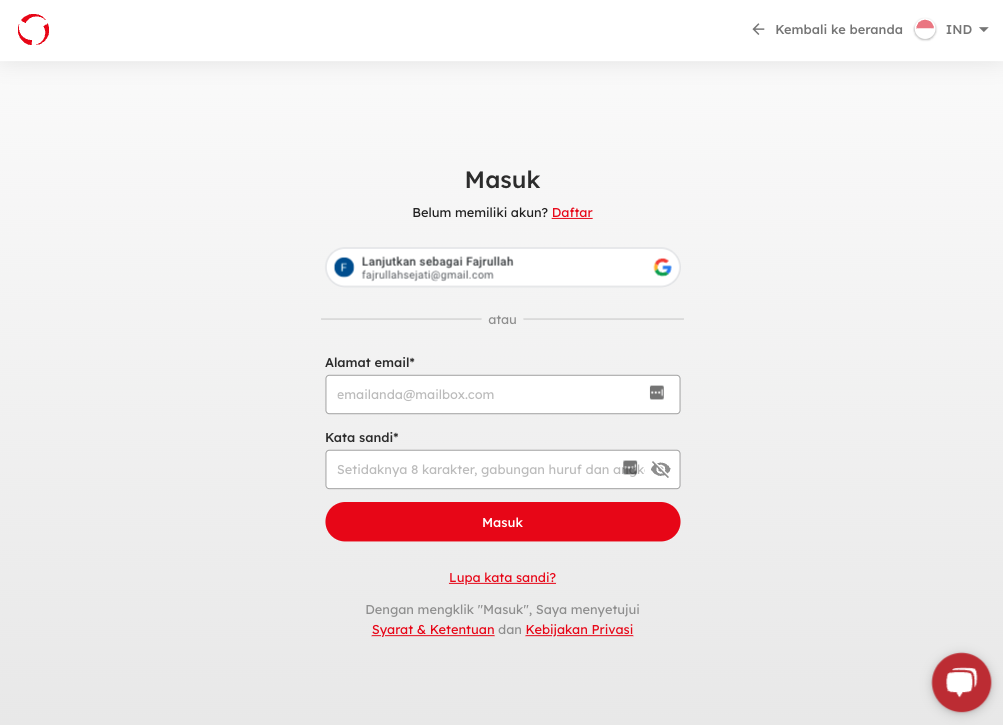 Kembali ke beranda
IND
Masuk
Belum memiliki akun? Daftar
F
Lanjutkan sebagai Fajrullah
fajrullahsejati@gmail.com
G
atau
Alamat email*
emailanda@mailbox.com
Kata sandi*
Setidaknya 8 karakter, gabungan huruf dan
Masuk
Lupa kata sandi?
Dengan mengklik "Masuk", Saya menyetujui
Syarat & Ketentuan dan Kebijakan Privasi